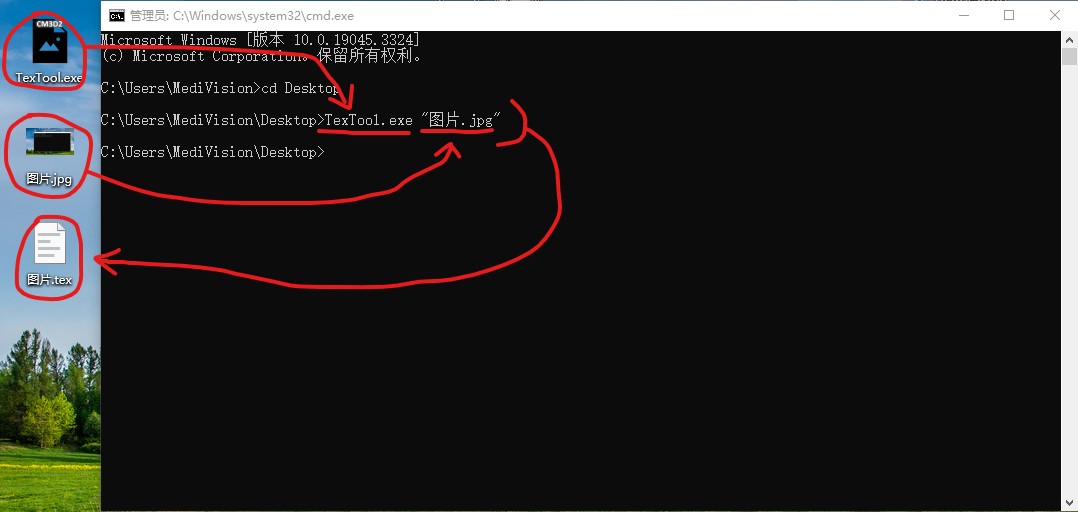 CM3D2
TexTool.exe
图片.jpg
图片.tex
管理员: C:\Windows\system32\cmd.exe
Microsoft Windows [版本 10.0.19045.3324]
(c) Microsoft Corporation。保留所有权利。
C:\Users\MediVision>cd Desktop
C:\Users\MediVision\Desktop>TexTool.exe "图片.jpg"
C:\Users\MediVision\Desktop>